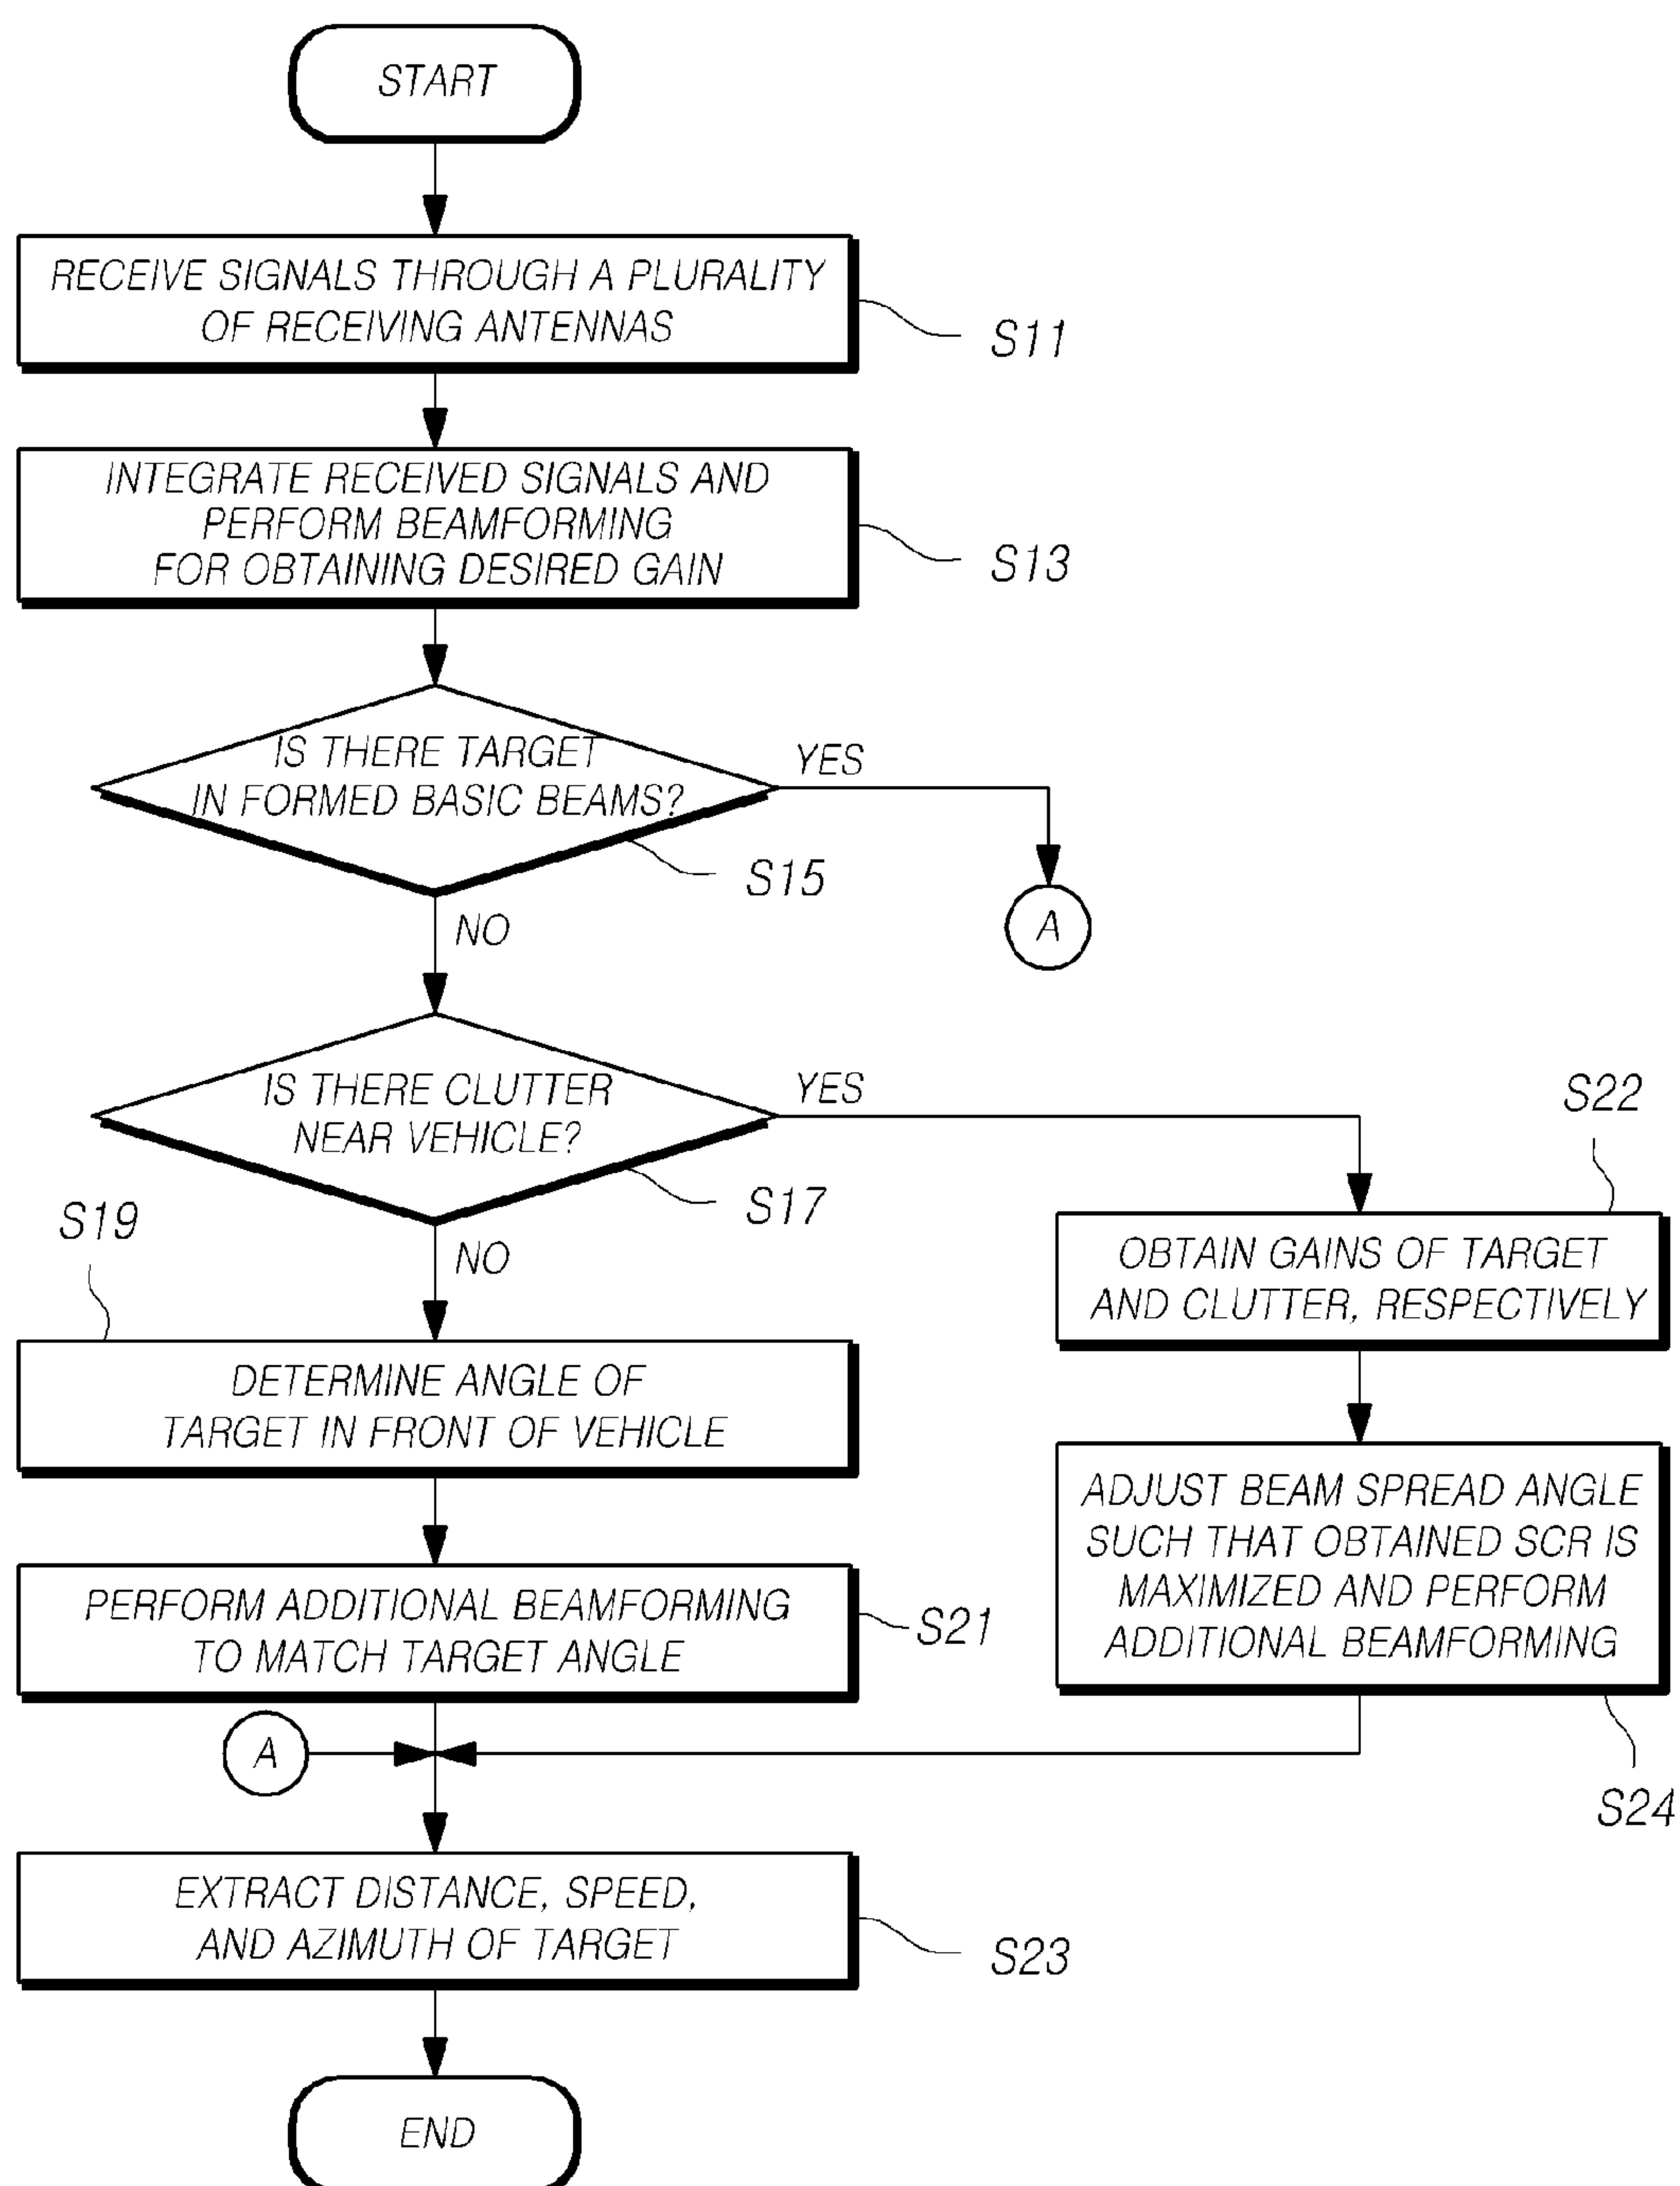 START
RECEIVE SIGNALS THROUGH A PLURALITY
OF RECEIVING ANTENNAS
S11
INTEGRATE RECEIVED SIGNALS AND
PERFORM BEAMFORMING
FOR OBTAINING DESIRED GAIN
S13
IS THERE TARGET
IN FORMED BASIC BEAMS?
YES
S15
A
NO
IS THERE CLUTTER
NEAR VEHICLE?
YES
S17
NO
S22
OBTAIN GAINS OF TARGET
AND CLUTTER, RESPECTIVELY
S19
DETERMINE ANGLE OF
TARGET IN FRONT OF VEHICLE
ADJUST BEAM SPREAD ANGLE
SUCH THAT OBTAINED SCR IS
MAXIMIZED AND PERFORM
ADDITIONAL BEAMFORMING
S24
PERFORM ADDITIONAL BEAMFORMING
TO MATCH TARGET ANGLE
S21
A
EXTRACT DISTANCE, SPEED,
AND AZIMUTH OF TARGET
S23
END